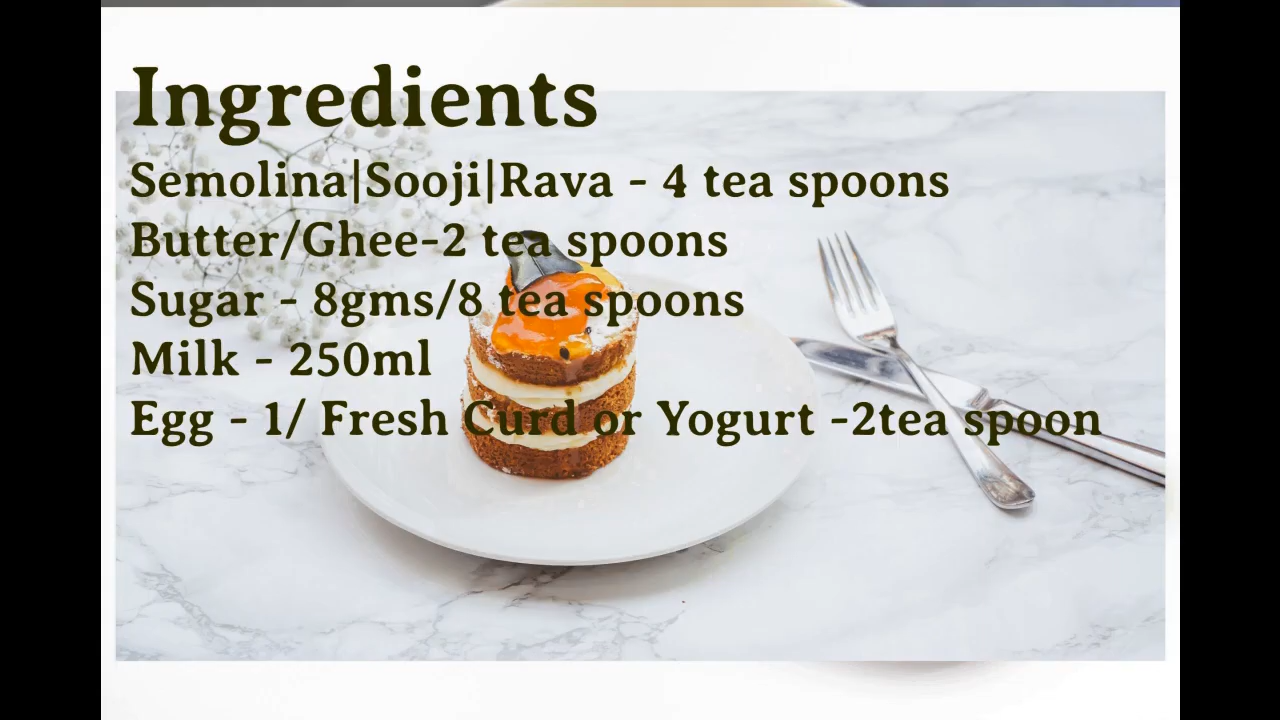 Ingredients
Semolina|Sooji|Rava - 4 tea spoons
Butter/Ghee-2 tea spoons
Sugar - 8gms/8 tea spoons
Milk - 250ml
Egg - 1/ Fresh Curd or Yogurt -2tea spoon